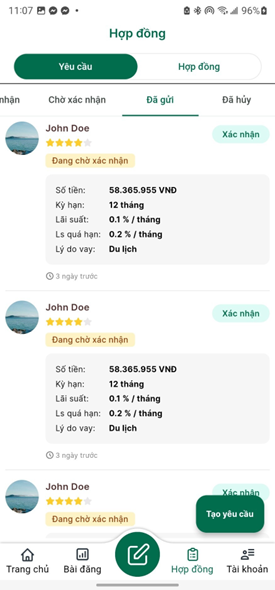 11:07
96%
Hợp đồng
Yêu cầu
Hợp đồng
nhận
Chờ xác nhận
Đã gửi
Đã hủy
John Doe
Xác nhận
Đang chờ xác nhận
Số tiền: 58.365.955 VNĐ
Kỳ hạn: 12 tháng
Lãi suất: 0.1 % / tháng
Ls quá hạn: 0.2 % / tháng
Lý do vay: Du lịch
3 ngày trước
John Doe
Xác nhận
Đang chờ xác nhận
Số tiền: 58.365.955 VNĐ
Kỳ hạn: 12 tháng
Lãi suất: 0.1 % / tháng
Ls quá hạn: 0.2 % / tháng
Lý do vay: Du lịch
3 ngày trước
John Doe
Xác nhận
Đang chờ xác nhận
Tạo yêu cầu
Trang chủ
Bài đăng
Hợp đồng
Tài khoản